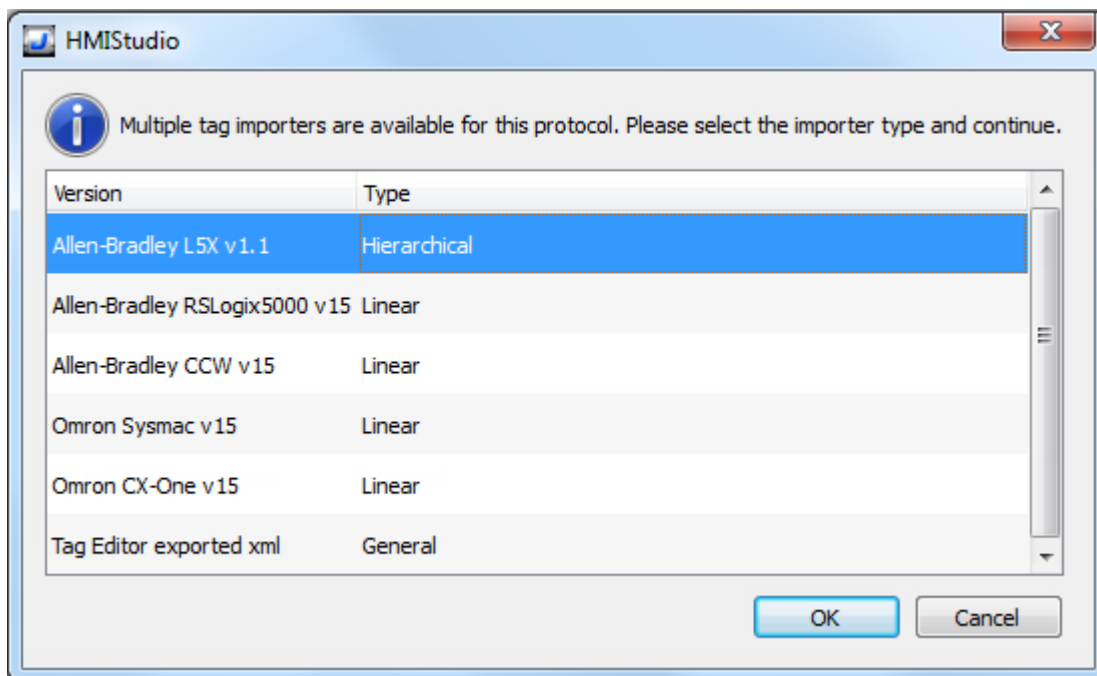 HMIStudio
Multiple tag importers are available for this protocol. Please select the importer type and continue.
Version Type
Allen-Bradley L5X v1.1 Hierarchical
Allen-Bradley RSLogix5000 v15 Linear
Allen-Bradley CCW v15 Linear
Omron Sysmac v15 Linear
Omron CX-One v15 Linear
Tag Editor exported xml General
OK Cancel